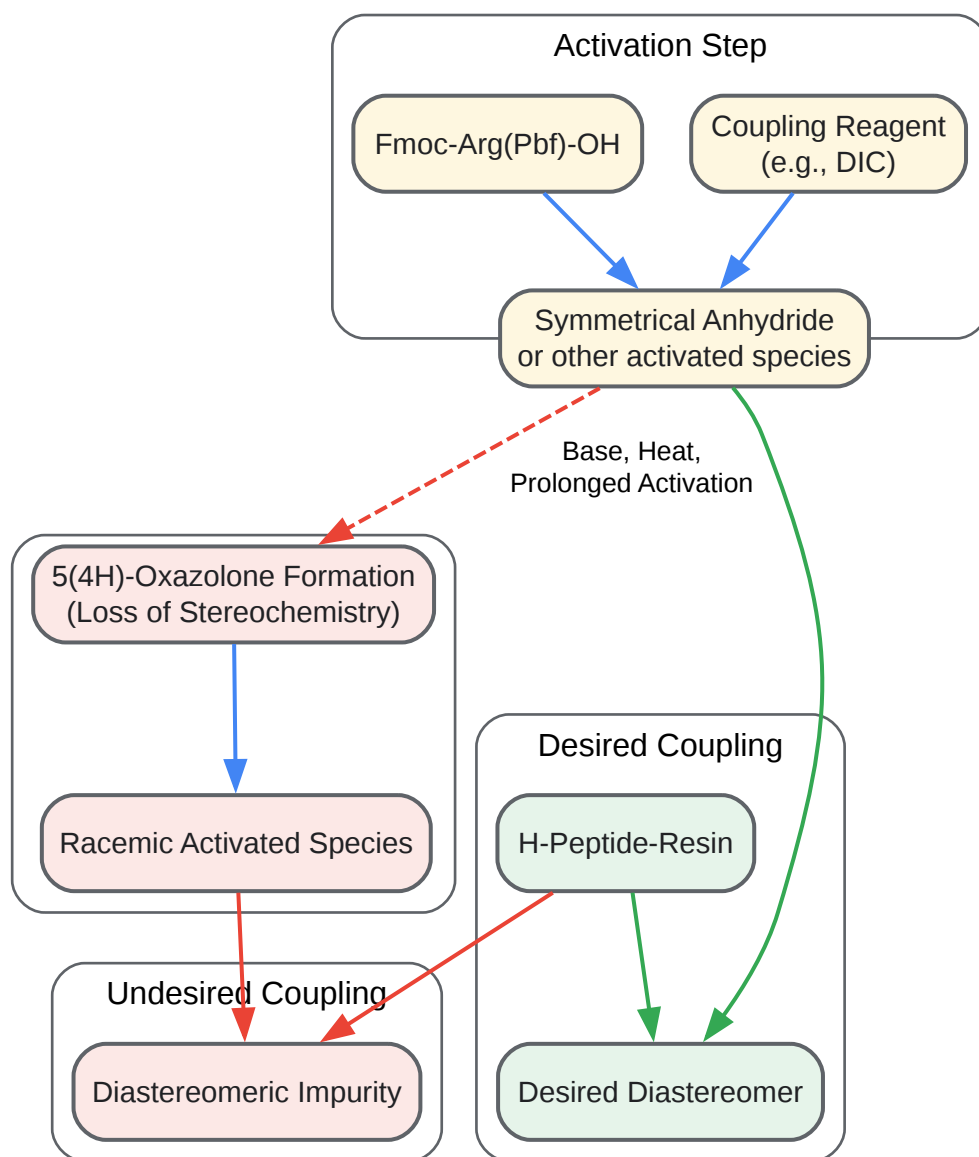 Activation Step
Fmoc-Arg(Pbf)-OH
Coupling Reagent
(e.g., DIC)
Symmetrical Anhydride
or other activated species
Base, Heat,
Prolonged Activation
5(4H)-Oxazolone Formation
(Loss of Stereochemistry)
Desired Coupling
Racemic Activated Species
H-Peptide-Resin
Undesired Coupling
Diastereomeric Impurity
Desired Diastereomer